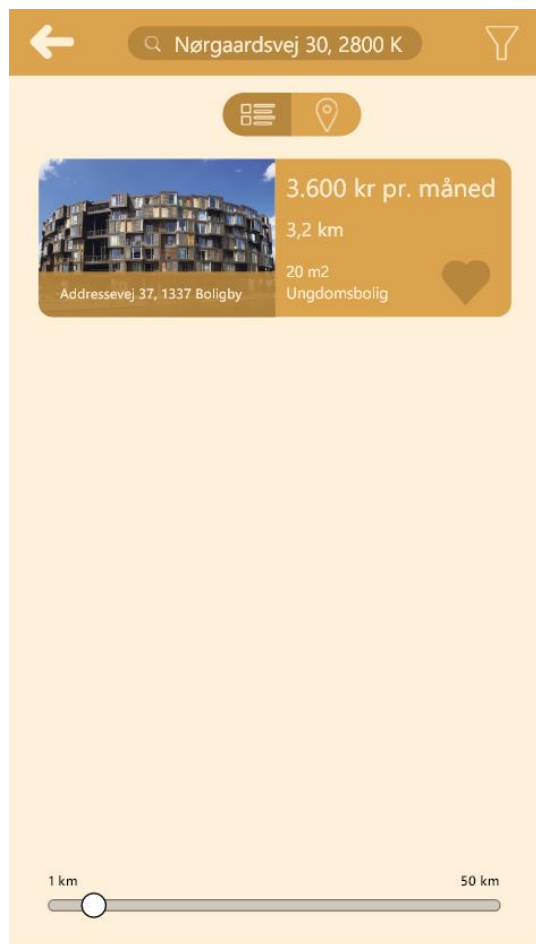 Nørgaardsvej 30, 2800 K
3.600 kr pr. måned
3,2 km
20 m2
Ungdomsbolig
Addressevej 37, 1337 Boligby
1 km
50 km